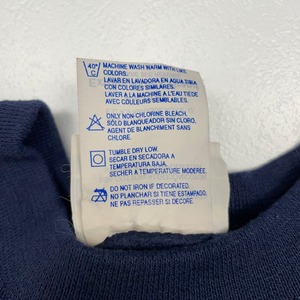 40°
C
MACHINE WASH WARM WITH LIKE
COLORS.
LAVAR EN LAVADORA EN AGUA TIBIA
CON COLORES SIMILARES.
LAVER À LA MACHINE À L'EAU TIEDE
AVEC COULEURS SEMBLABLES.
ONLY NON-CHLORINE BLEACH.
SÓLO BLANQUEADOR SIN CLORO,
AGENT DE BLANCHIMENT SANS
CHLORE.
TUMBLE DRY LOW.
SECAR EN SECADORA A
TEMPERATURA BAJA.
SECHER A TEMPERATURE MODEREE.
DO NOT IRON IF DECORATED.
NO PLANCHAR SI TIENE ESTAMPADO.
NE PAS REPASSER L'IMPRIMÉ.